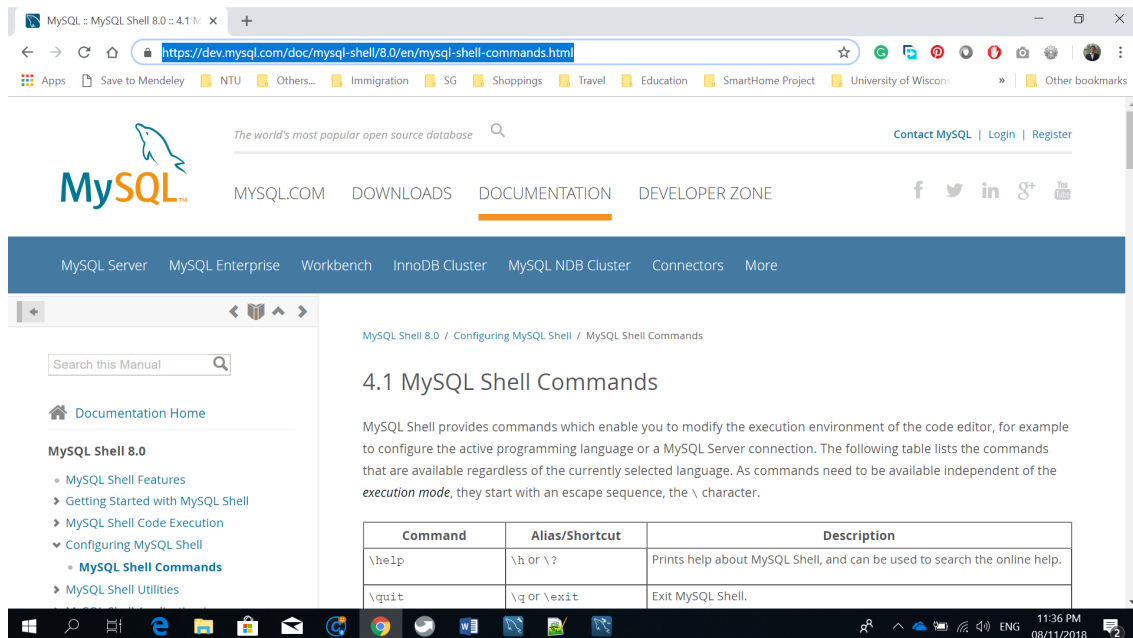 MySQL :: MySQL Shell 8.0 :: 4.1 M
https://dev.mysql.com/doc/mysql-shell/8.0/en/mysql-shell-commands.html
Apps Save to Mendeley NTU Others... Immigration SG Shoppings Travel Education SmartHome Project University of Wiscons » Other bookmarks
The world's most popular open source database
Contact MySQL | Login | Register
MySQL™
MYSQL.COM DOWNLOADS DOCUMENTATION DEVELOPER ZONE
MySQL Server MySQL Enterprise Workbench InnoDB Cluster MySQL NDB Cluster Connectors More
MySQL Shell 8.0 / Configuring MySQL Shell / MySQL Shell Commands
Search this Manual
4.1 MySQL Shell Commands
Documentation Home
MySQL Shell provides commands which enable you to modify the execution environment of the code editor, for example
to configure the active programming language or a MySQL Server connection. The following table lists the commands
that are available regardless of the currently selected language. As commands need to be available independent of the
execution mode, they start with an escape sequence, the \ character.
MySQL Shell 8.0
MySQL Shell Features
Getting Started with MySQL Shell
MySQL Shell Code Execution
Configuring MySQL Shell
MySQL Shell Commands
MySQL Shell Utilities
Command Alias/Shortcut Description
\help \h or \? Prints help about MySQL Shell, and can be used to search the online help.
\quit \q or \exit Exit MySQL Shell.
ENG
11:36 PM
08/11/2018
2